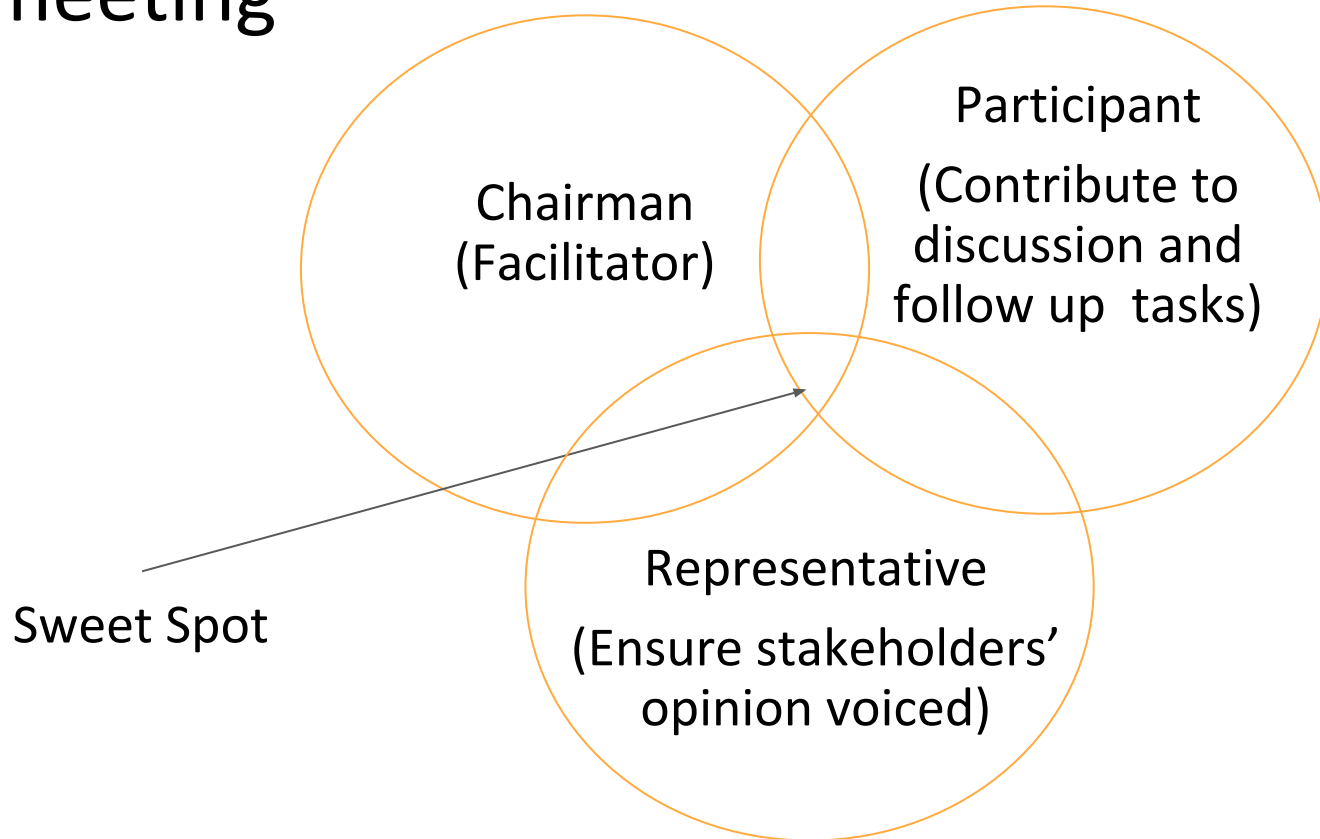 neeting
Participant
(Contribute to
discussion and
follow up  tasks)
Chairman
(Facilitator)
Sweet Spot
Representative
(Ensure stakeholders’
opinion voiced)